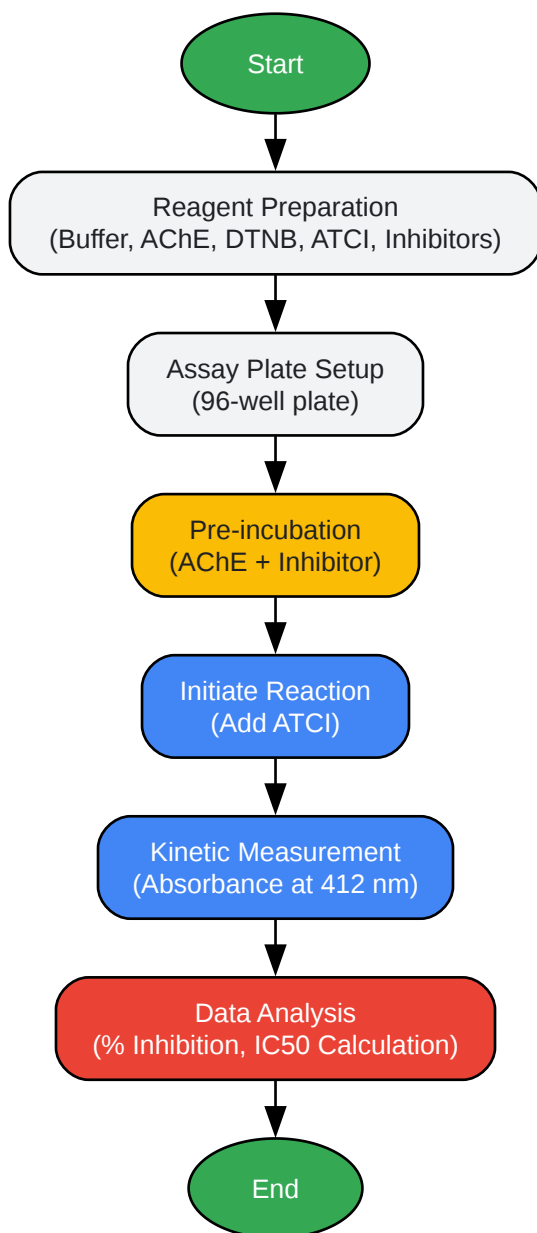 Start
Reagent Preparation
(Buffer, AChE, DTNB, ATCI, Inhibitors)
Assay Plate Setup
(96-well plate)
Pre-incubation
(AChE + Inhibitor)
Initiate Reaction
(Add ATCI)
Kinetic Measurement
(Absorbance at 412 nm)
Data Analysis
(% Inhibition, IC50 Calculation)
End